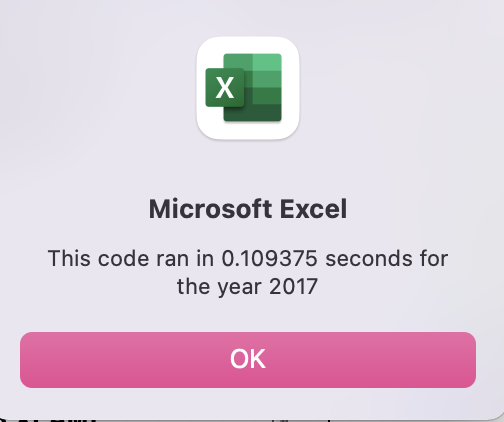 X
Microsoft Excel
This code ran in 0.109375 seconds for
the year 2017
OK